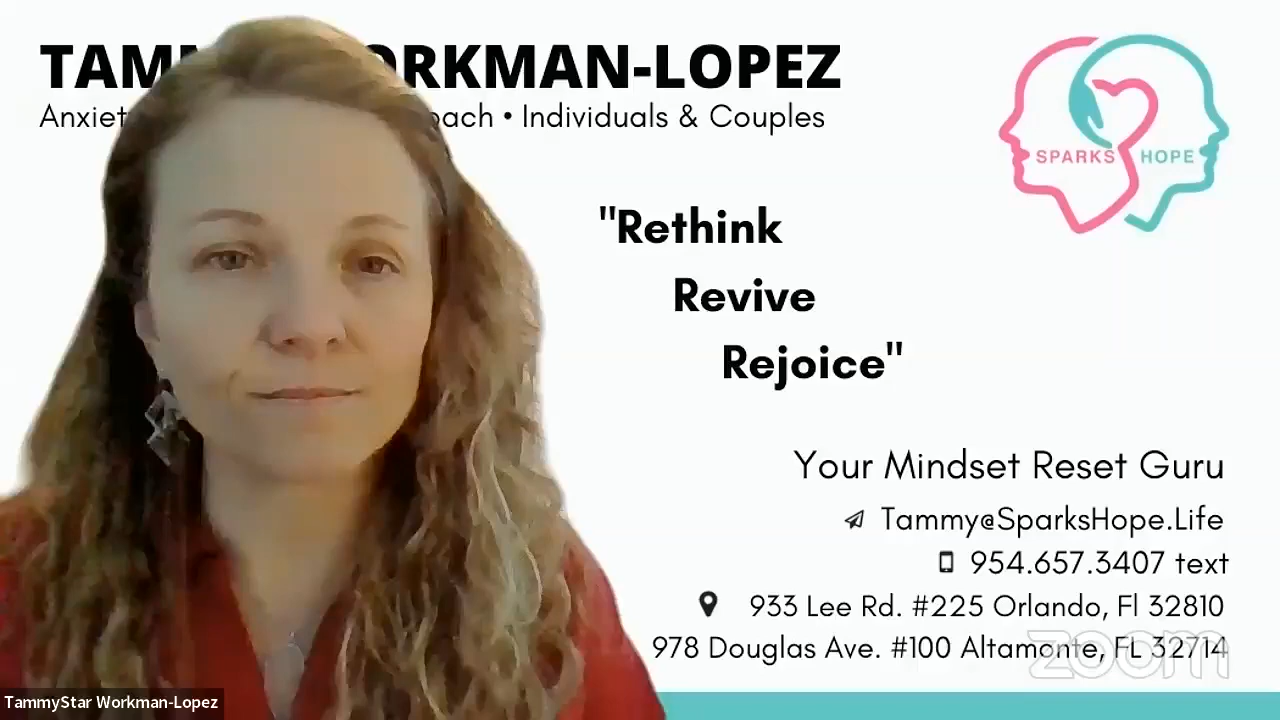 TAM ORKMAN-LOPEZ
Anxiet oach • Individuals & Couples
SPARKS HOPE
"Rethink
Revive
Rejoice"
Your Mindset Reset Guru
Tammy@SparksHope.Life
954.657.3407 text
933 Lee Rd. #225 Orlando, Fl 32810
978 Douglas Ave. #100 Altamonte, FL 32714
zoom
TammyStar Workman-Lopez